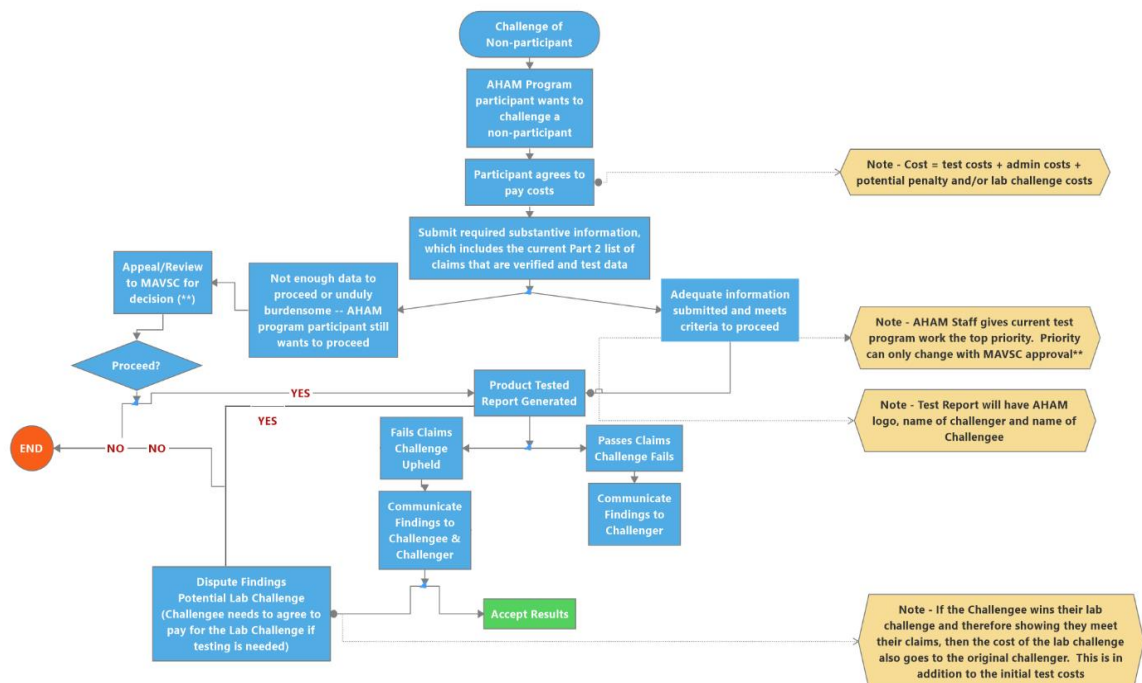 Challenge of
Non-participant
AHAM Program
participant wants to
challenge a
non-participant
Participant agrees to
pay costs
Note - Cost = test costs + admin costs +
potential penalty and/or lab challenge costs
Submit required substantive information,
which includes the current Part 2 list of
claims that are verified and test data
Appeal/Review
to MAVSC for
decision (**)
Not enough data to
proceed or unduly
burdensome -- AHAM
program participant still
wants to proceed
Adequate information
submitted and meets
criteria to proceed
Note - AHAM Staff gives current test
program work the top priority. Priority
can only change with MAVSC approval**
Proceed?
YES
Product Tested
Report Generated
YES
Note - Test Report will have AHAM
logo, name of challenger and name of
Challengee
END
NO
NO
Fails Claims
Challenge
Upheld
Passes Claims
Challenge Fails
Communicate
Findings to
Challengee &
Challenger
Communicate
Findings to
Challenger
Dispute Findings
Potential Lab Challenge
(Challengee needs to agree to
pay for the Lab Challenge if
testing is needed)
Accept Results
Note - If the Challengee wins their lab
challenge and therefore showing they meet
their claims, then the cost of the lab challenge
also goes to the original challenger. This is in
addition to the initial test costs